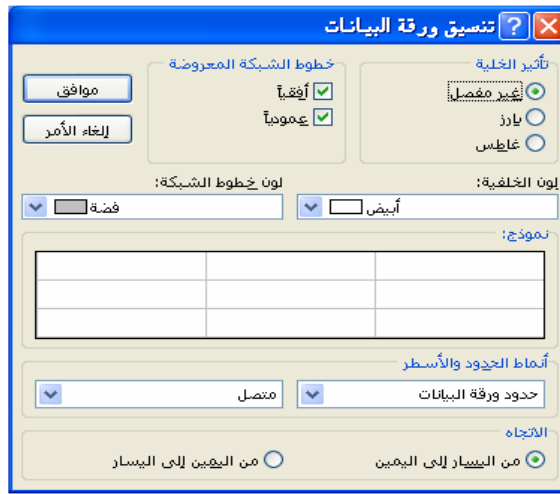 تنسيق ورقة البيانات
تأثير الخلية
غير مفصل
بارز
غاطس
خطوط الشبكة المعروضة
أفقياً
عمودياً
موافق
إلغاء الأمر
لون الخلفية:
أبيض
لون خطوط الشبكة:
فضة
نموذج:
أنماط الحدود والأسطر
حدود ورقة البيانات
متصل
الاتجاه
من اليسار إلى اليمين
من اليمين إلى اليسار